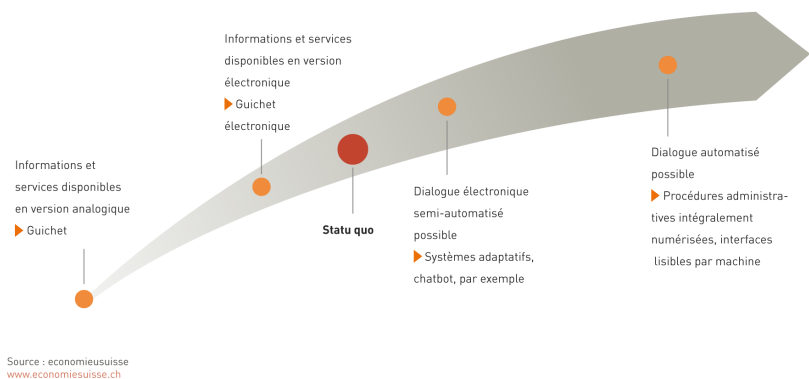 Informations et
services disponibles
en version analogique
Guichet
Informations et services
disponibles en version
électronique
Guichet
électronique
Statu quo
Dialogue électronique
semi-automatisé
possible
Systèmes adaptatifs,
chatbot, par exemple
Dialogue automatisé
possible
Procédures administra-
tives intégralement
numérisées, interfaces
lisibles par machine
Source : economieusuisse
www.economiesuisse.ch